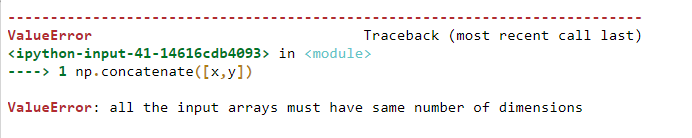 ---------------------------------------------------------------------------
ValueError                                Traceback (most recent call last)
<ipython-input-41-14616cdb4093> in <module>
----> 1 np.concatenate([x,y])

ValueError: all the input arrays must have same number of dimensions